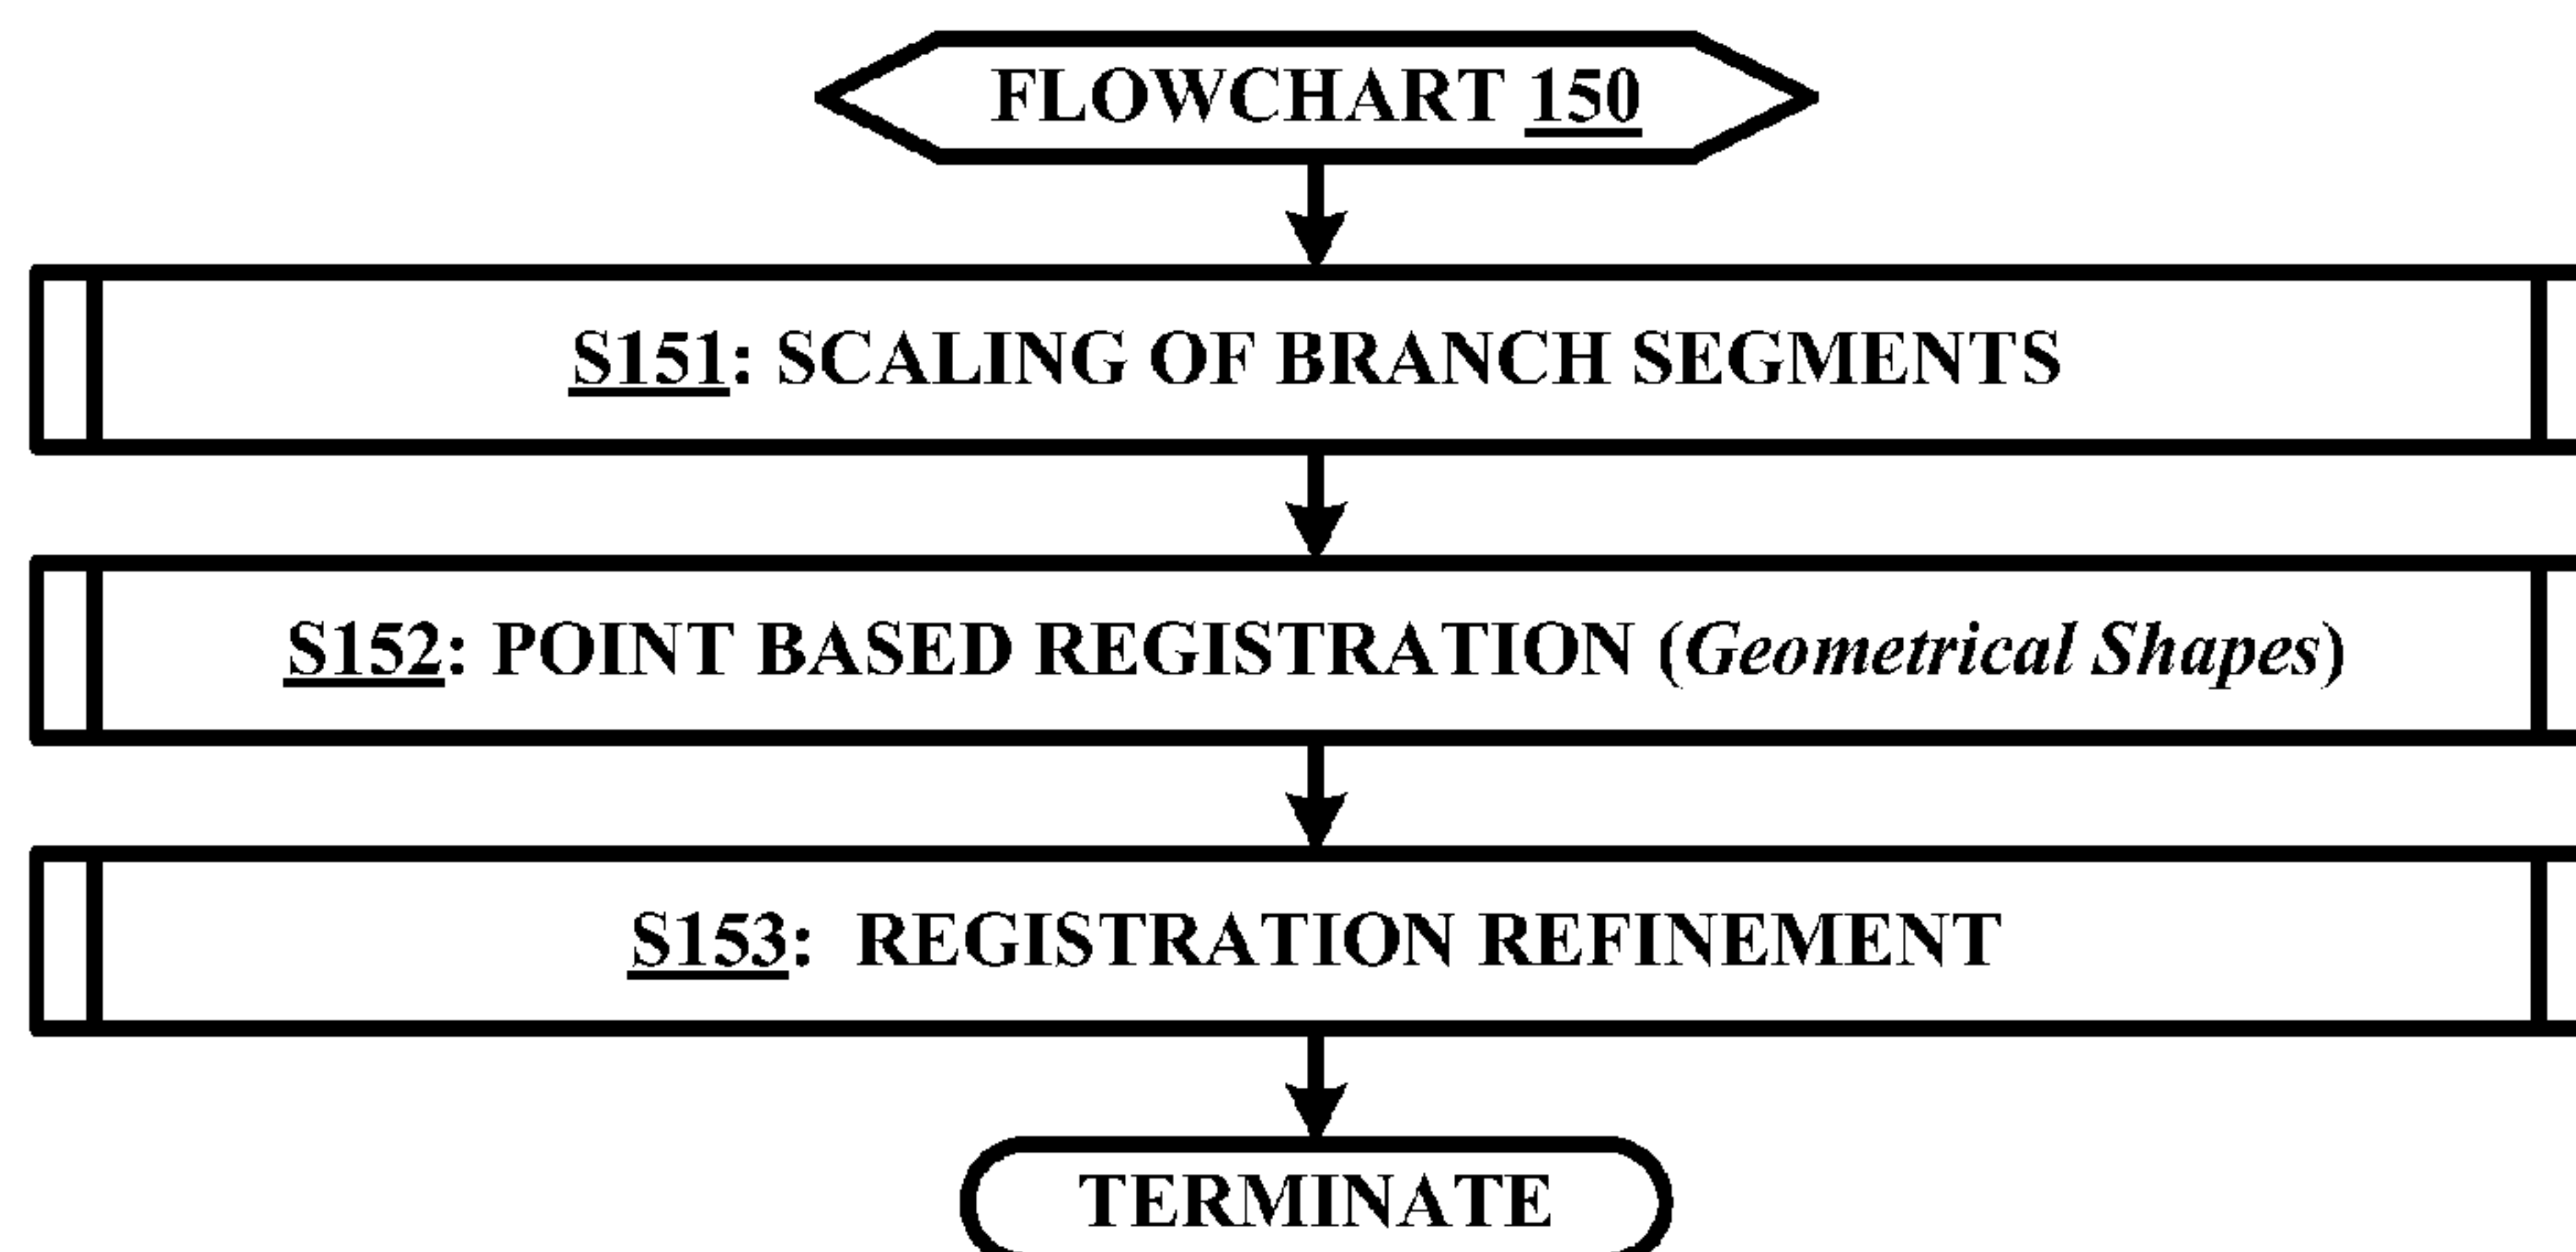 FLOWCHART 150
S151: SCALING OF BRANCH SEGMENTS
S152: POINT BASED REGISTRATION (Geometrical Shapes)
S153: REGISTRATION REFINEMENT
TERMINATE